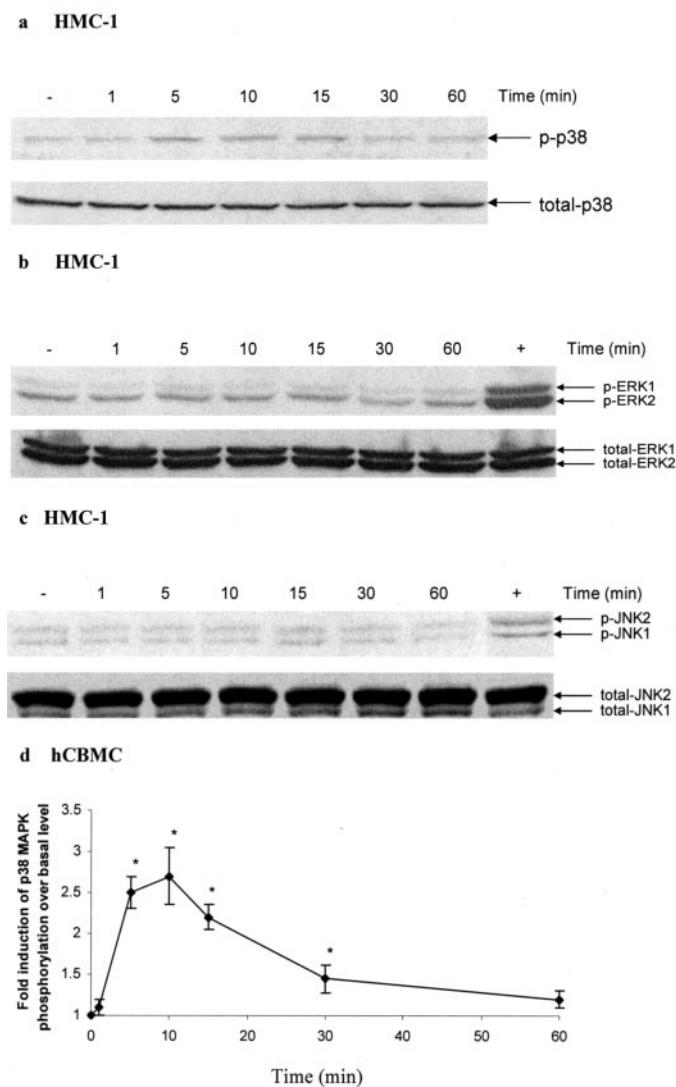 a HMC-1
- 1 5 10 15 30 60 Time (min)
p-p38
total-p38
b HMC-1
- 1 5 10 15 30 60 + Time (min)
p-ERK1
p-ERK2
total-ERK1
total-ERK2
c HMC-1
- 1 5 10 15 30 60 + Time (min)
p-JNK2
p-JNK1
total-JNK2
total-JNK1
d hCBMC
Fold induction of p38 MAPK
phosphorylation over basal level
3.5
3
2.5
2
1.5
1
* * * *
0 10 20 30 40 50 60
Time (min)